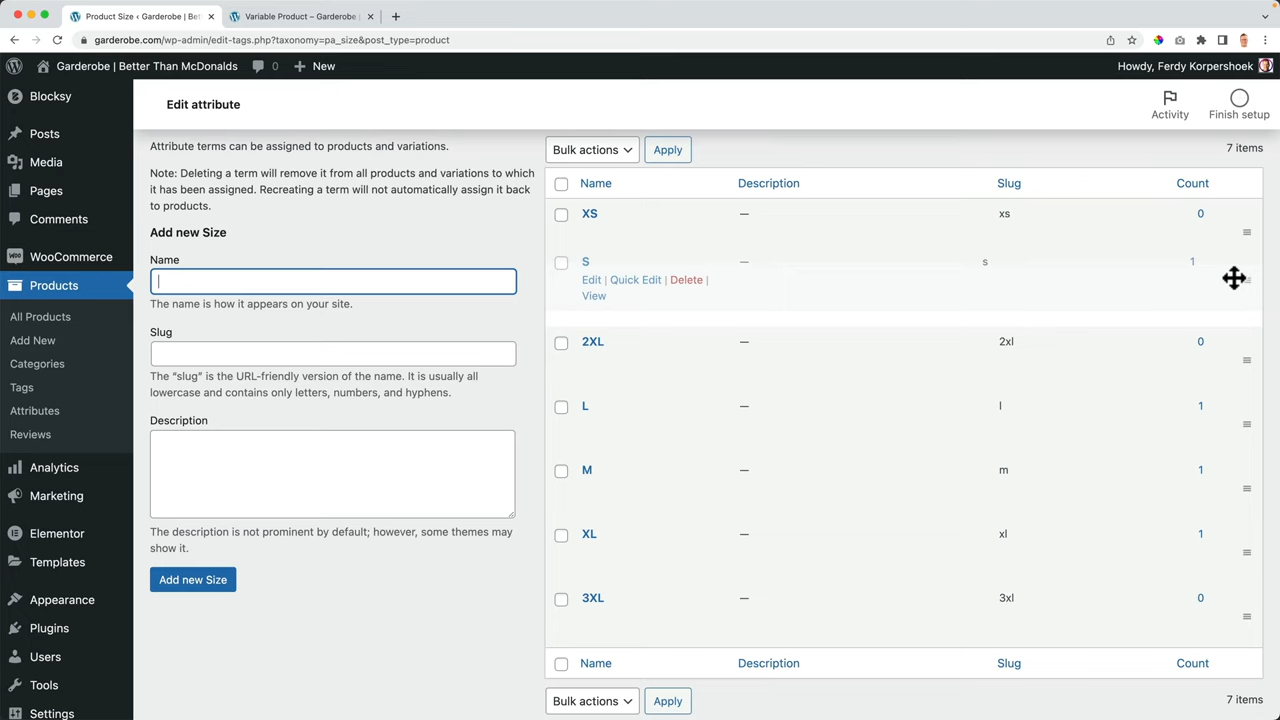 Product Size ‹ Garderobe | Bet
Variable Product – Garderobe |
garderobe.com/wp-admin/edit-tags.php?taxonomy=pa_size&post_type=product
Garderobe | Better Than McDonalds
0
New
Howdy, Ferdy Korpershoek
Blocksy
Posts
Media
Pages
Comments
WooCommerce
Products
All Products
Add New
Categories
Tags
Attributes
Reviews
Analytics
Marketing
Elementor
Templates
Appearance
Plugins
Users
Tools
Settings
Edit attribute
Activity
Finish setup
Attribute terms can be assigned to products and variations.
Note: Deleting a term will remove it from all products and variations to which
it has been assigned. Recreating a term will not automatically assign it back
to products.
Add new Size
Name
The name is how it appears on your site.
Slug
The “slug” is the URL-friendly version of the name. It is usually all
lowercase and contains only letters, numbers, and hyphens.
Description
The description is not prominent by default; however, some themes may
show it.
Add new Size
Bulk actions
Apply
7 items
Name Description Slug Count
XS — xs 0
S — s 1
Edit | Quick Edit | Delete |
View
2XL — 2xl 0
L — l 1
M — m 1
XL — xl 1
3XL — 3xl 0
Name Description Slug Count
Bulk actions
Apply
7 items